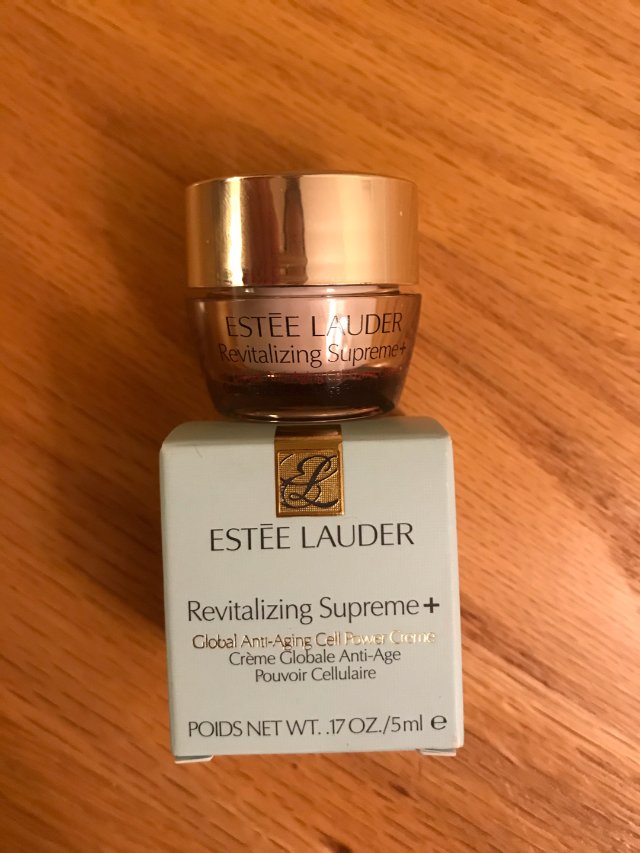 ESTĒE LAUDER
Revitalizing Supreme+
EL
ESTĒE LAUDER
Revitalizing Supreme+
Global Anti-Aging Cell Power Creme
Crème Globale Anti-Age
Pouvoir Cellulaire
POIDS NET WT. .17 OZ./5ml ℮